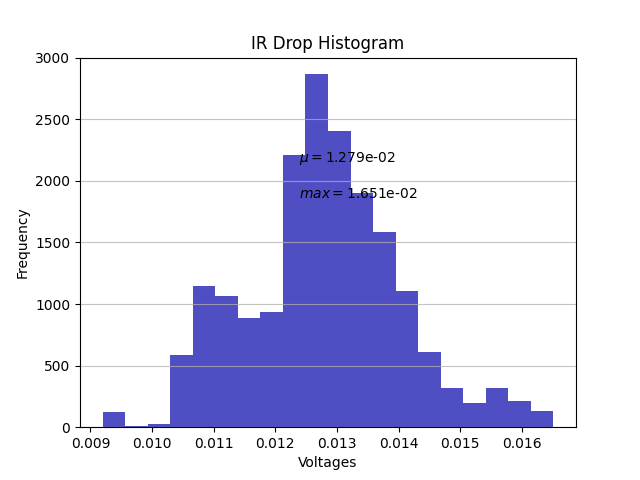 IR Drop Histogram
3000
2500
2000
1500
1000
500
0
Frequency
μ = 1.279e-02
max = 1.651e-02
0.009 0.010 0.011 0.012 0.013 0.014 0.015 0.016
Voltages